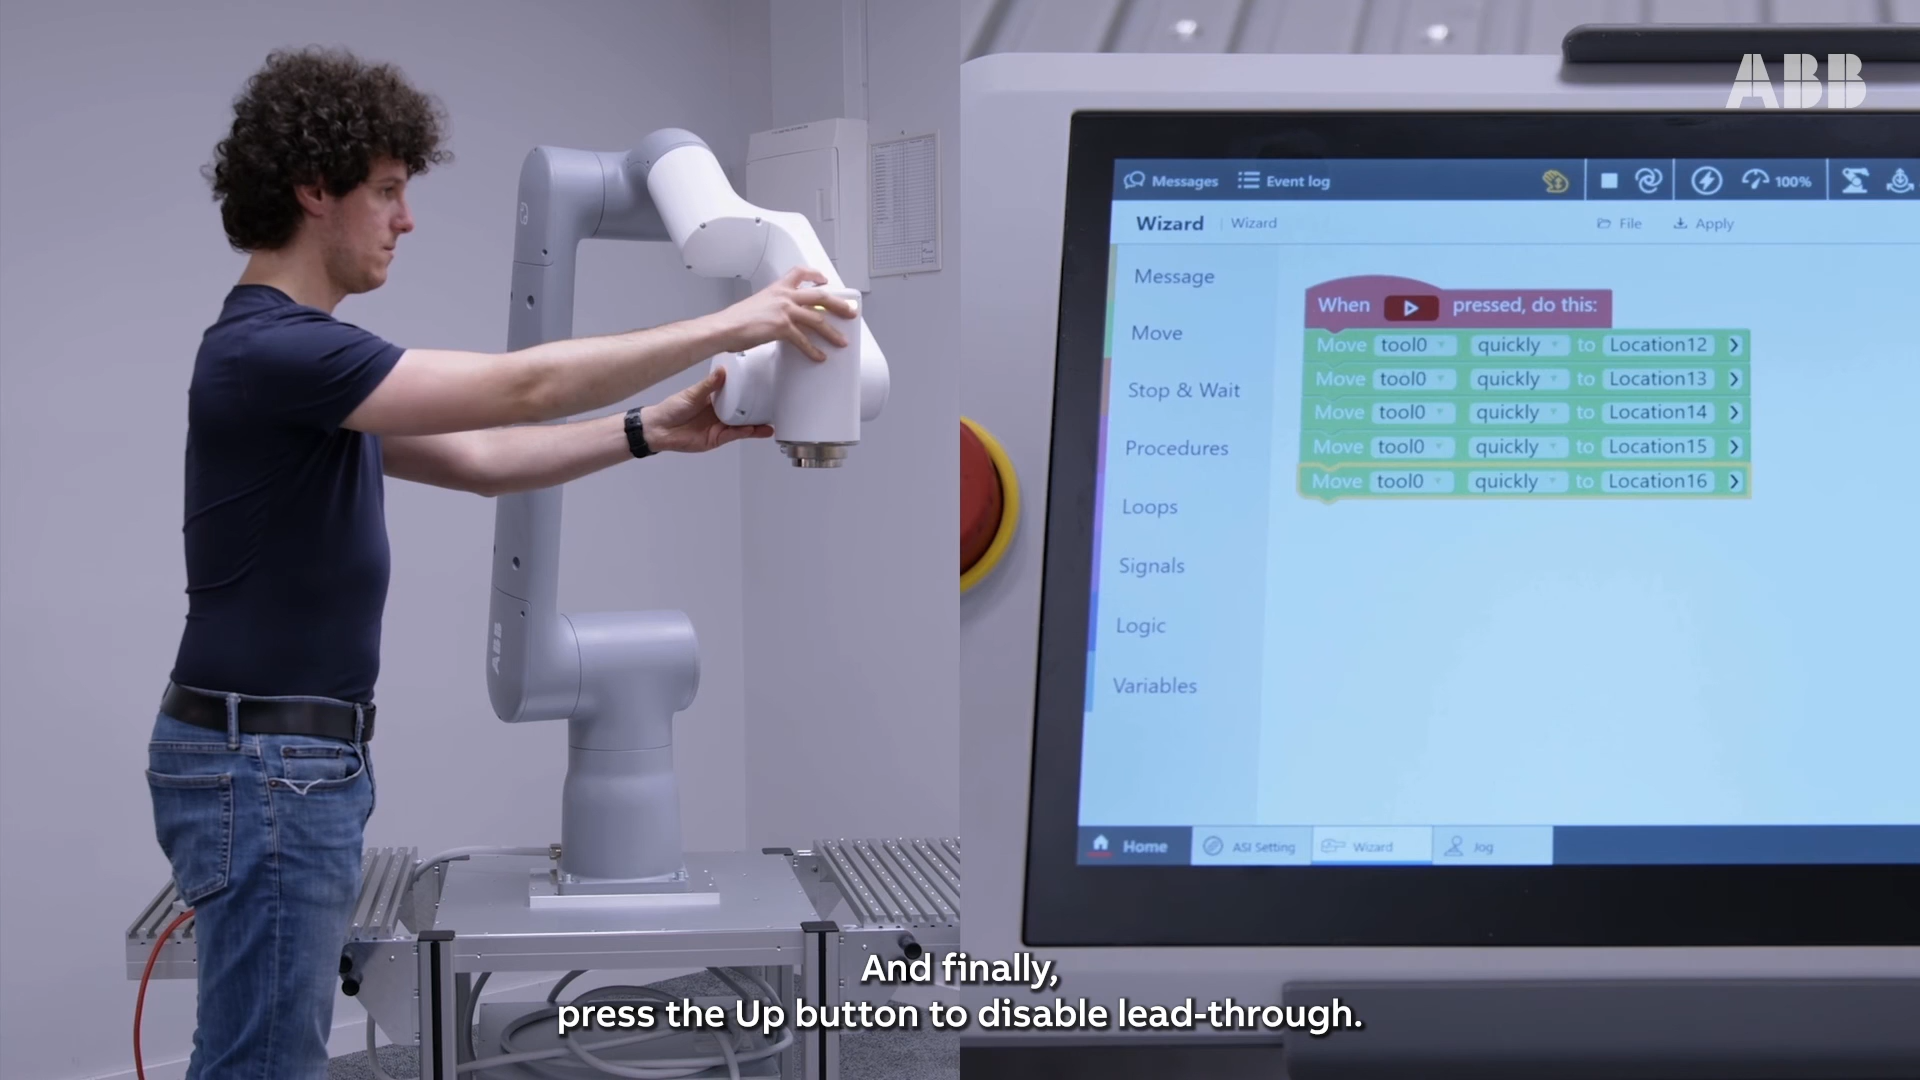 ABB
Messages
Event log
100%
Wizard
Wizard
File
Apply
Message
Move
Stop & Wait
Procedures
Loops
Signals
Logic
Variables
When pressed, do this:
Move tool0 quickly to Location12
Move tool0 quickly to Location13
Move tool0 quickly to Location14
Move tool0 quickly to Location15
Move tool0 quickly to Location16
Home
ASI Setting
Wizard
Jog
ABB
And finally,
press the Up button to disable lead-through.